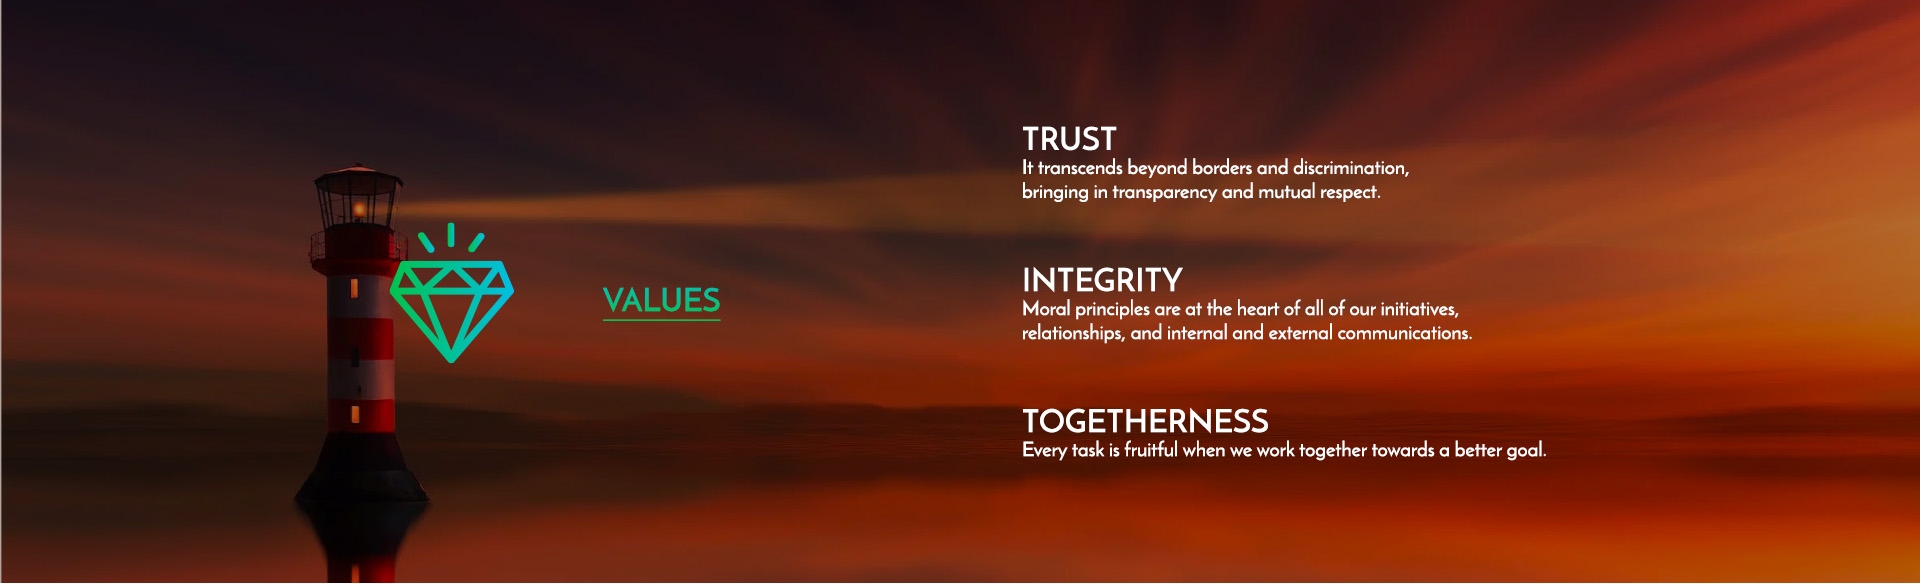 VALUES
TRUST
It transcends beyond borders and discrimination,
bringing in transparency and mutual respect.
INTEGRITY
Moral principles are at the heart of all of our initiatives,
relationships, and internal and external communications.
TOGETHERNESS
Every task is fruitful when we work together towards a better goal.